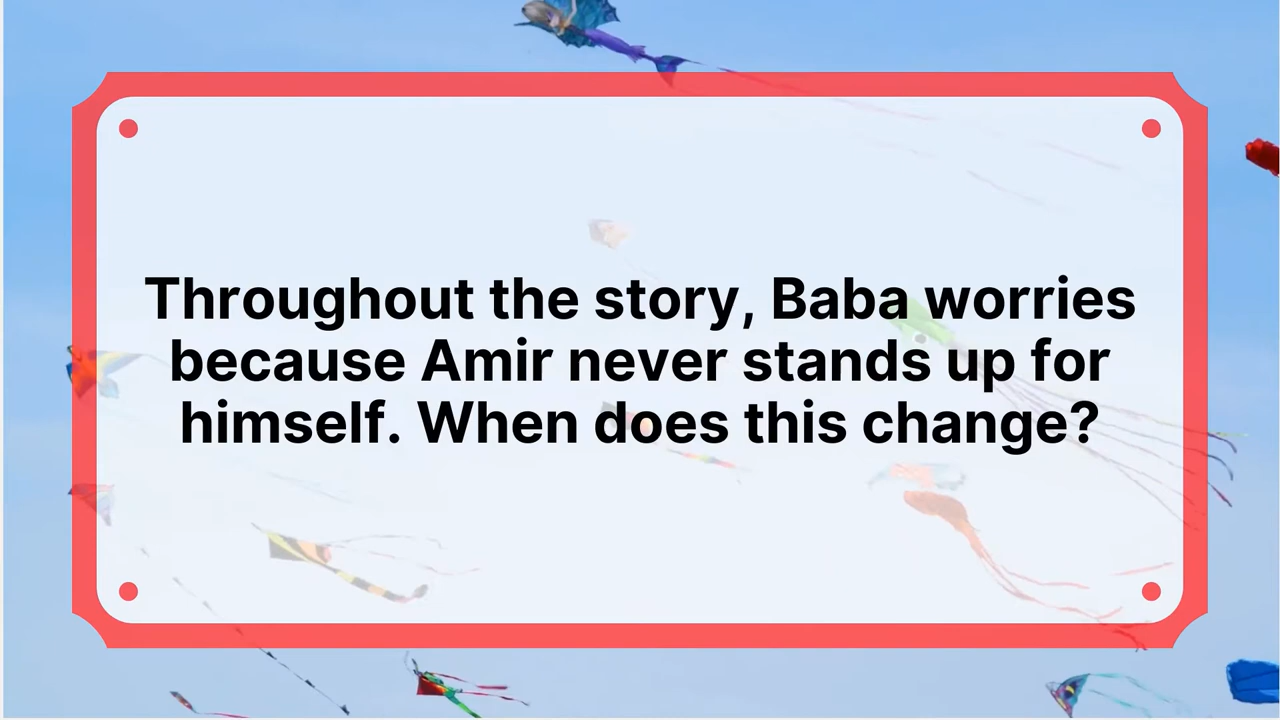 Throughout the story, Baba worries
because Amir never stands up for
himself. When does this change?